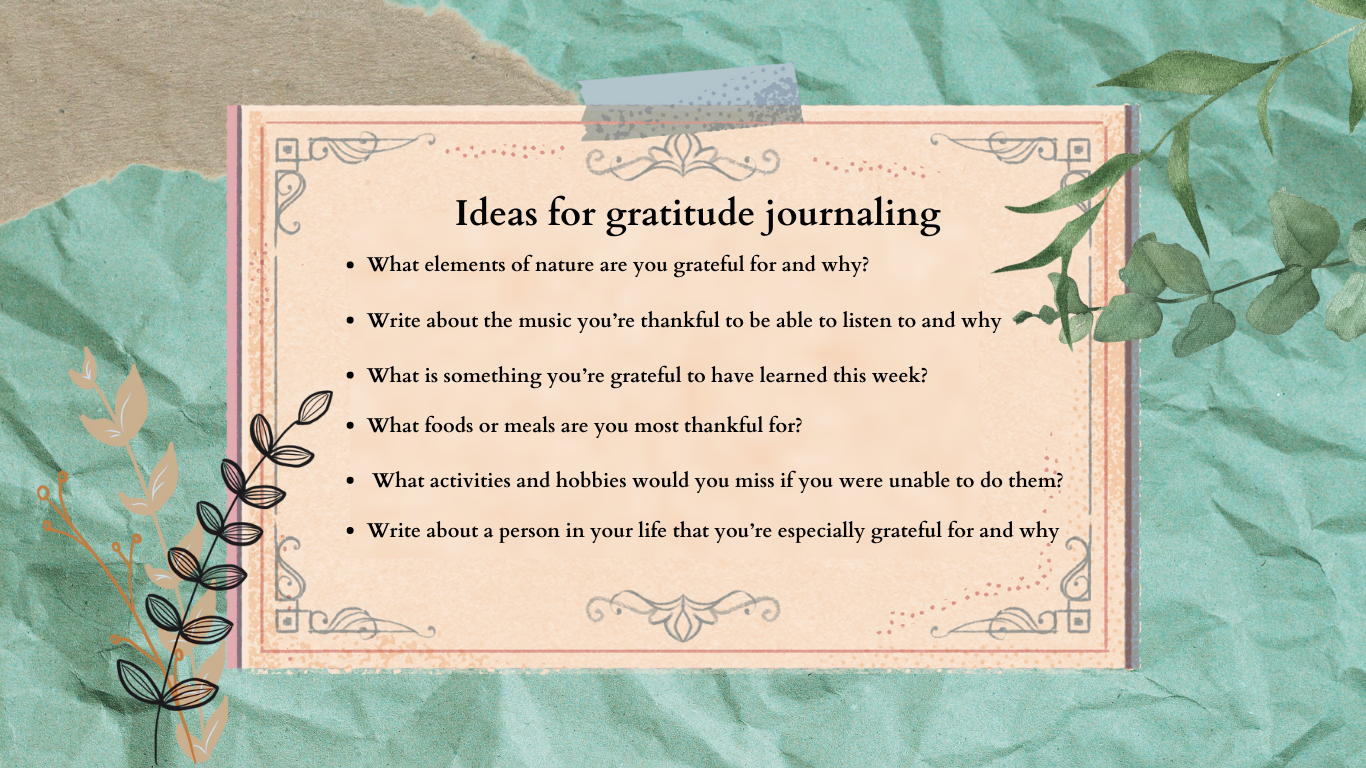 Ideas for gratitude journaling
• What elements of nature are you grateful for and why?
• Write about the music you’re thankful to be able to listen to and why
• What is something you’re grateful to have learned this week?
• What foods or meals are you most thankful for?
• What activities and hobbies would you miss if you were unable to do them?
• Write about a person in your life that you’re especially grateful for and why